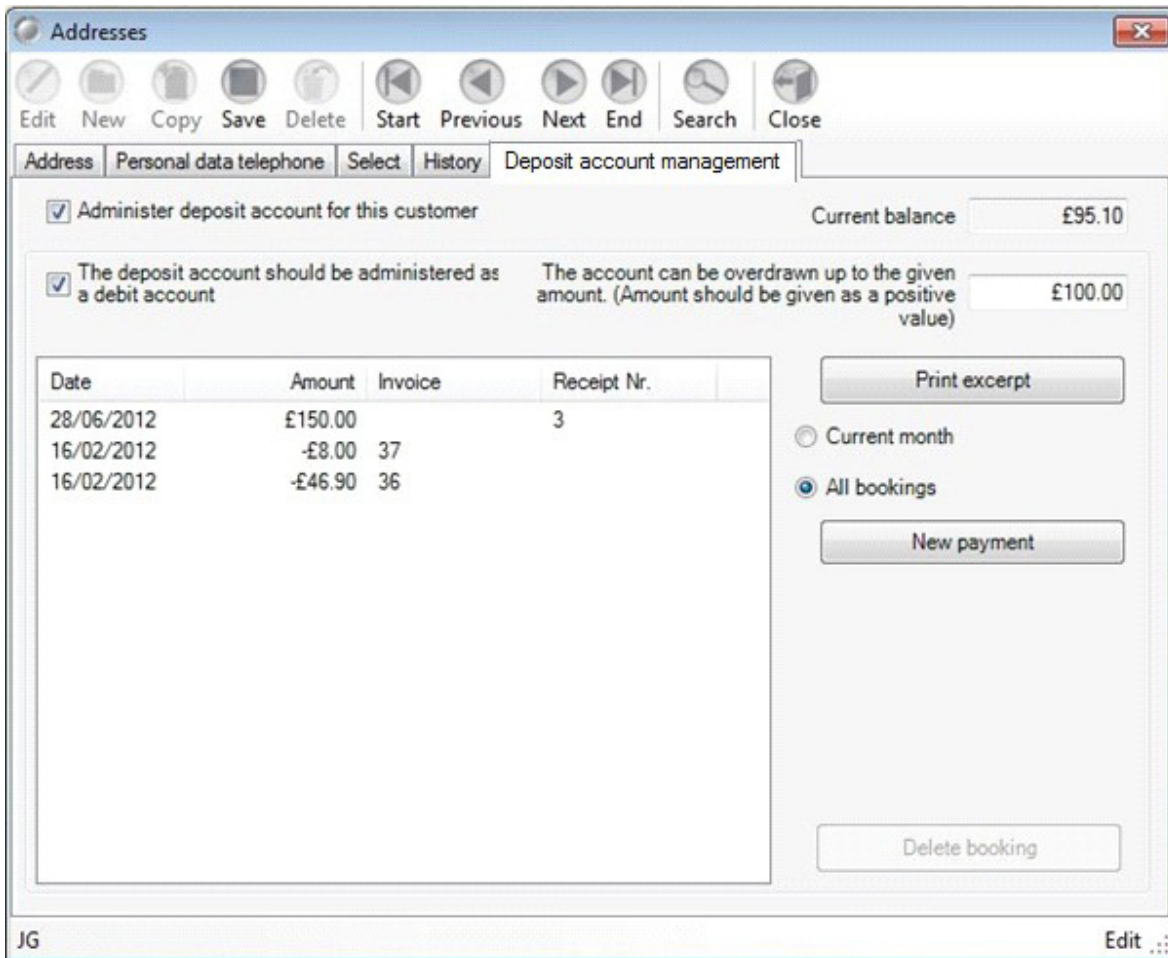 Addresses
Edit New Copy Save Delete Start Previous Next End Search Close
Address Personal data telephone Select History Deposit account management
Administer deposit account for this customer Current balance £95.10
The deposit account should be administered as
a debit account
The account can be overdrawn up to the given
amount. (Amount should be given as a positive
value)
£100.00
Date Amount Invoice Receipt Nr.
28/06/2012 £150.00 3
16/02/2012 -£8.00 37
16/02/2012 -£46.90 36
Print excerpt
Current month
All bookings
New payment
Delete booking
JG Edit